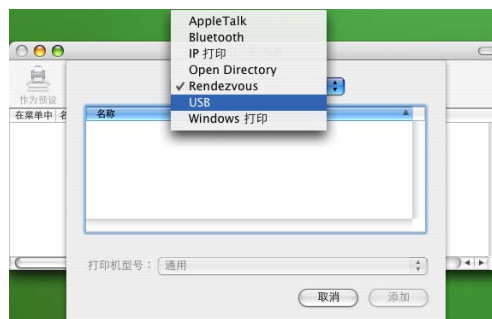 AppleTalk
Bluetooth
IP 打印
Open Directory
✓ Rendezvous
USB
Windows 打印
作为预设
在菜单中 名
名称
打印机型号： 通用
取消 添加